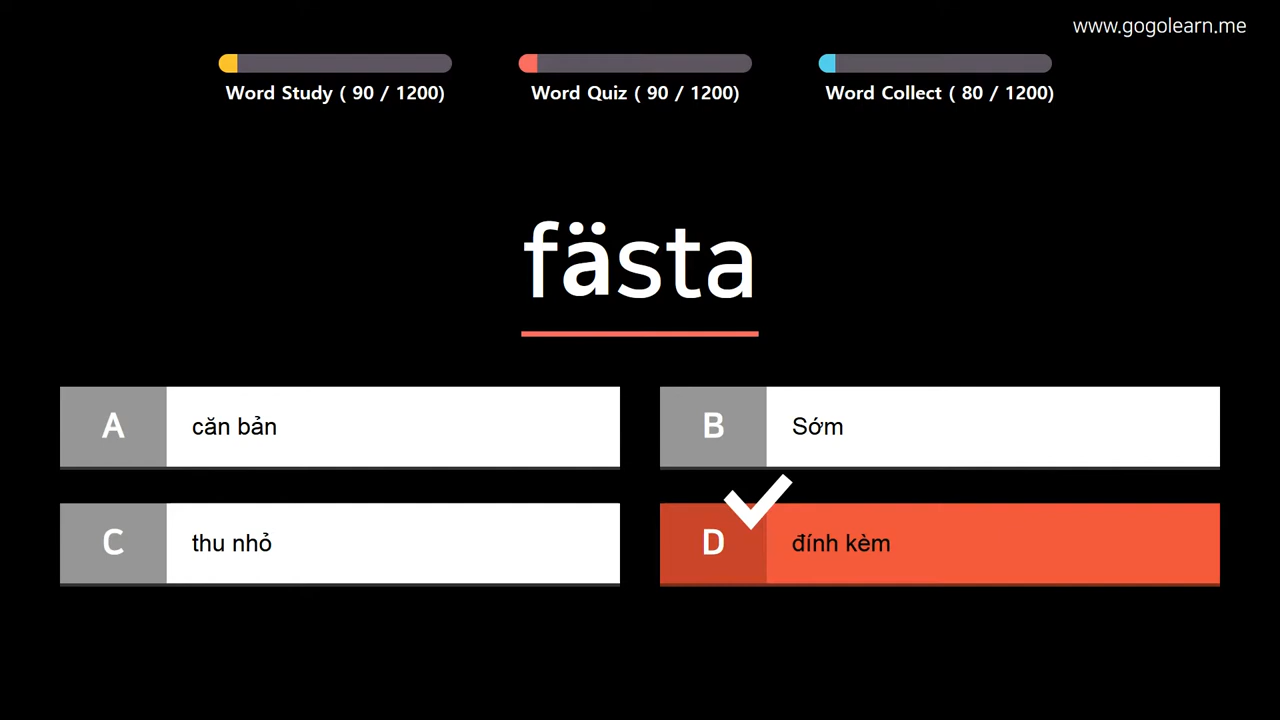 www.gogolearn.me
Word Study ( 90 / 1200)
Word Quiz ( 90 / 1200)
Word Collect ( 80 / 1200)
fästa
A căn bản
B Sớm
C thu nhỏ
D đính kèm